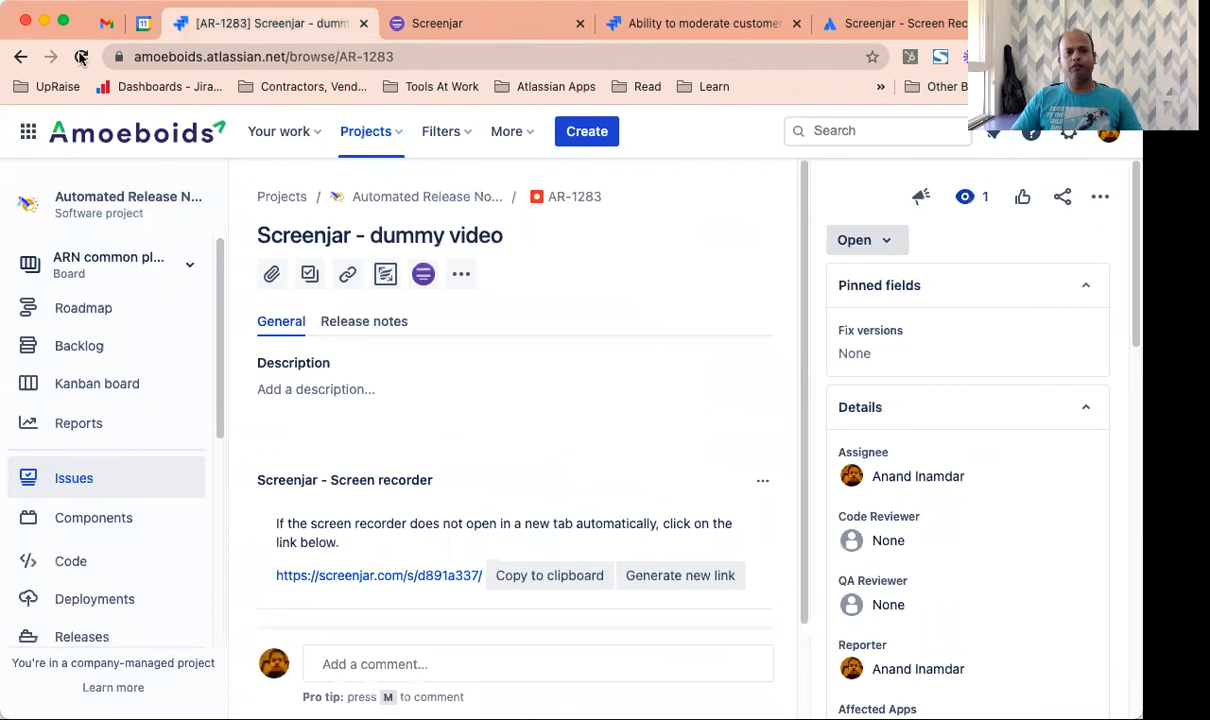 [AR-1283] Screenjar - dumm
Screenjar
Ability to moderate customer
Screenjar - Screen Rec
amoeboids.atlassian.net/browse/AR-1283
UpRaise
Dashboards - Jira...
Contractors, Vend...
Tools At Work
Atlassian Apps
Read
Learn
»
Other B
Amoeboids
Your work
Projects
Filters
More
Create
Search
Automated Release N...
Software project
ARN common pl...
Board
Roadmap
Backlog
Kanban board
Reports
Issues
Components
Code
Deployments
Releases
You're in a company-managed project
Learn more
Projects / Automated Release No... / AR-1283
Screenjar - dummy video
General
Release notes
Description
Add a description...
Screenjar - Screen recorder
If the screen recorder does not open in a new tab automatically, click on the
link below.
https://screenjar.com/s/d891a337/
Copy to clipboard
Generate new link
Add a comment...
Pro tip: press M to comment
1
Open
Pinned fields
Fix versions
None
Details
Assignee
Anand Inamdar
Code Reviewer
None
QA Reviewer
None
Reporter
Anand Inamdar
Affected Apps